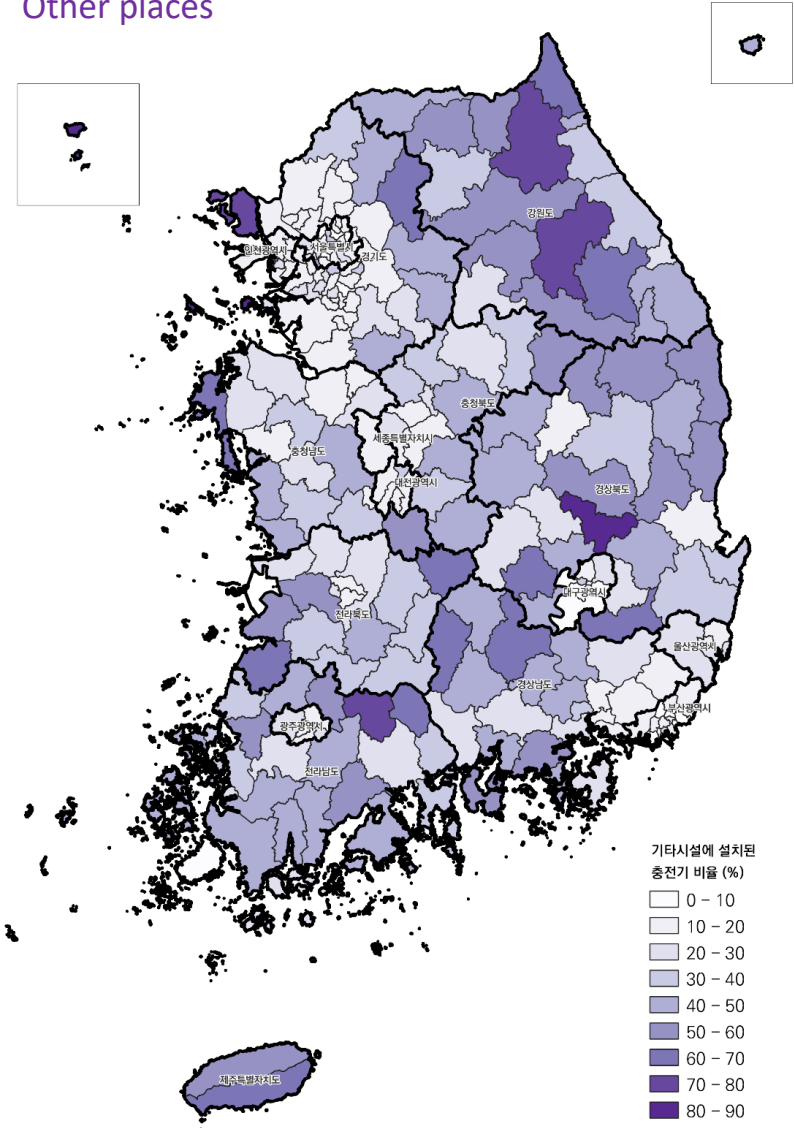 Other places
강원도
인천광역시
서울특별시
경기도
충청북도
세종특별자치시
충청남도
대전광역시
경상북도
대구광역시
전라북도
울산광역시
경상남도
부산광역시
광주광역시
전라남도
제주특별자치도
기타시설에 설치된
충전기 비율 (%)
0 – 10
10 – 20
20 – 30
30 – 40
40 – 50
50 – 60
60 – 70
70 – 80
80 – 90